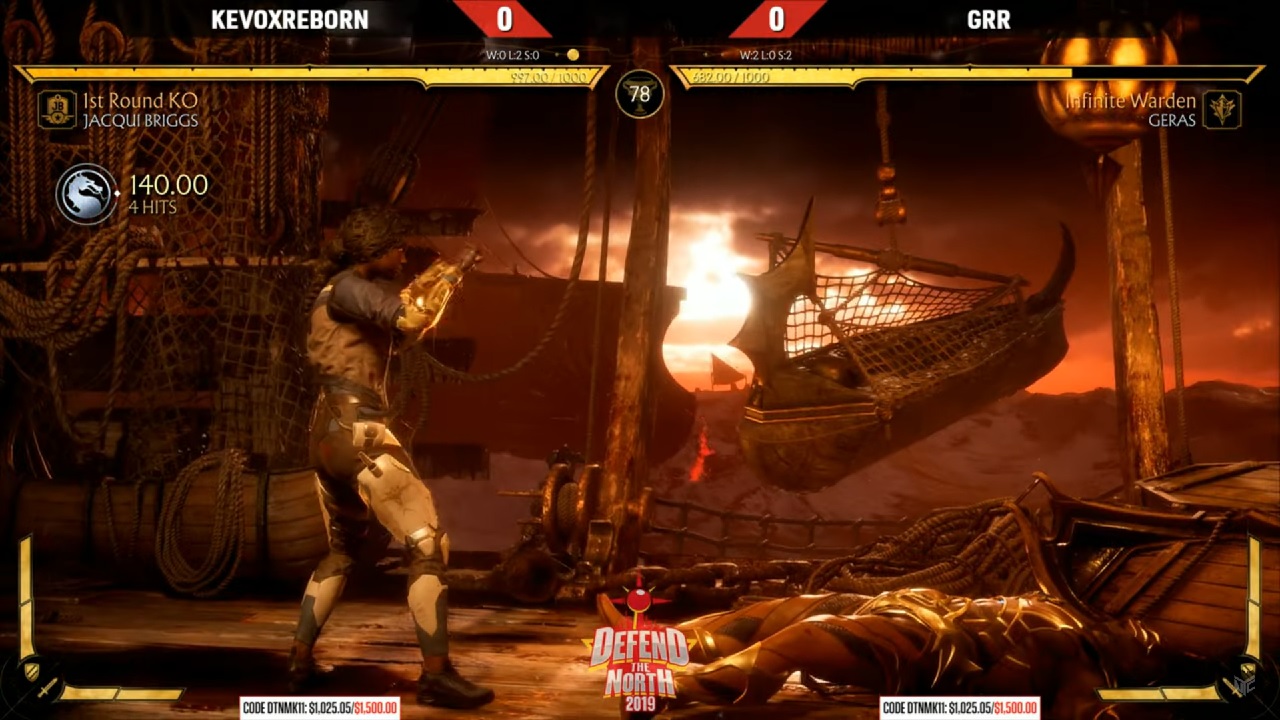 KEVOXREBORN
0
0
GRR
W:0 L:2 S:0
W:2 L:0 S:2
997.00 / 1000
682.00 / 1000
78
1st Round KO
JACQUI BRIGGS
Infinite Warden
GERAS
JB
140.00
4 HITS
DEFEND
THE
NORTH
2019
CODE DTNMK11: $1,025.05/$1,500.00
CODE DTNMK11: $1,025.05/$1,500.00